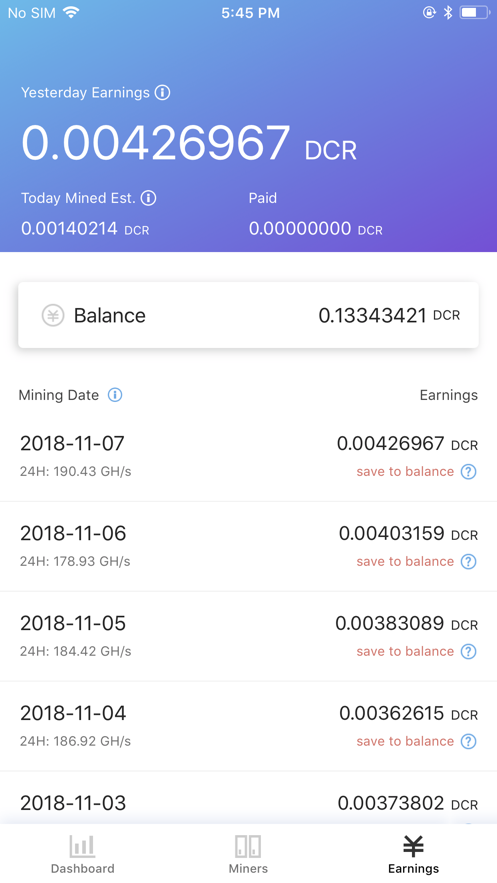 No SIM 5:45 PM
Yesterday Earnings
0.00426967 DCR
Today Mined Est. Paid
0.00140214 DCR 0.00000000 DCR
Balance 0.13343421 DCR
Mining Date Earnings
2018-11-07 0.00426967 DCR
24H: 190.43 GH/s save to balance ?
2018-11-06 0.00403159 DCR
24H: 178.93 GH/s save to balance ?
2018-11-05 0.00383089 DCR
24H: 184.42 GH/s save to balance ?
2018-11-04 0.00362615 DCR
24H: 186.92 GH/s save to balance ?
2018-11-03 0.00373802 DCR
Dashboard Miners Earnings